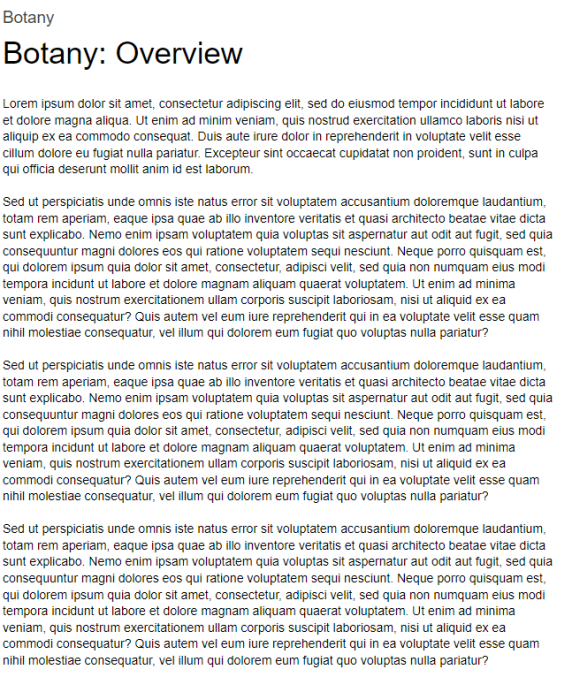 Botany
Botany: Overview
Lorem ipsum dolor sit amet, consectetur adipiscing elit, sed do eiusmod tempor incididunt ut labore
et dolore magna aliqua. Ut enim ad minim veniam, quis nostrud exercitation ullamco laboris nisi ut
aliquip ex ea commodo consequat. Duis aute irure dolor in reprehenderit in voluptate velit esse
cillum dolore eu fugiat nulla pariatur. Excepteur sint occaecat cupidatat non proident, sunt in culpa
qui officia deserunt mollit anim id est laborum.
Sed ut perspiciatis unde omnis iste natus error sit voluptatem accusantium doloremque laudantium,
totam rem aperiam, eaque ipsa quae ab illo inventore veritatis et quasi architecto beatae vitae dicta
sunt explicabo. Nemo enim ipsam voluptatem quia voluptas sit aspernatur aut odit aut fugit, sed quia
consequuntur magni dolores eos qui ratione voluptatem sequi nesciunt. Neque porro quisquam est,
qui dolorem ipsum quia dolor sit amet, consectetur, adipisci velit, sed quia non numquam eius modi
tempora incidunt ut labore et dolore magnam aliquam quaerat voluptatem. Ut enim ad minima
veniam, quis nostrum exercitationem ullam corporis suscipit laboriosam, nisi ut aliquid ex ea
commodi consequatur? Quis autem vel eum iure reprehenderit qui in ea voluptate velit esse quam
nihil molestiae consequatur, vel illum qui dolorem eum fugiat quo voluptas nulla pariatur?
Sed ut perspiciatis unde omnis iste natus error sit voluptatem accusantium doloremque laudantium,
totam rem aperiam, eaque ipsa quae ab illo inventore veritatis et quasi architecto beatae vitae dicta
sunt explicabo. Nemo enim ipsam voluptatem quia voluptas sit aspernatur aut odit aut fugit, sed quia
consequuntur magni dolores eos qui ratione voluptatem sequi nesciunt. Neque porro quisquam est,
qui dolorem ipsum quia dolor sit amet, consectetur, adipisci velit, sed quia non numquam eius modi
tempora incidunt ut labore et dolore magnam aliquam quaerat voluptatem. Ut enim ad minima
veniam, quis nostrum exercitationem ullam corporis suscipit laboriosam, nisi ut aliquid ex ea
commodi consequatur? Quis autem vel eum iure reprehenderit qui in ea voluptate velit esse quam
nihil molestiae consequatur, vel illum qui dolorem eum fugiat quo voluptas nulla pariatur?
Sed ut perspiciatis unde omnis iste natus error sit voluptatem accusantium doloremque laudantium,
totam rem aperiam, eaque ipsa quae ab illo inventore veritatis et quasi architecto beatae vitae dicta
sunt explicabo. Nemo enim ipsam voluptatem quia voluptas sit aspernatur aut odit aut fugit, sed quia
consequuntur magni dolores eos qui ratione voluptatem sequi nesciunt. Neque porro quisquam est,
qui dolorem ipsum quia dolor sit amet, consectetur, adipisci velit, sed quia non numquam eius modi
tempora incidunt ut labore et dolore magnam aliquam quaerat voluptatem. Ut enim ad minima
veniam, quis nostrum exercitationem ullam corporis suscipit laboriosam, nisi ut aliquid ex ea
commodi consequatur? Quis autem vel eum iure reprehenderit qui in ea voluptate velit esse quam
nihil molestiae consequatur, vel illum qui dolorem eum fugiat quo voluptas nulla pariatur?